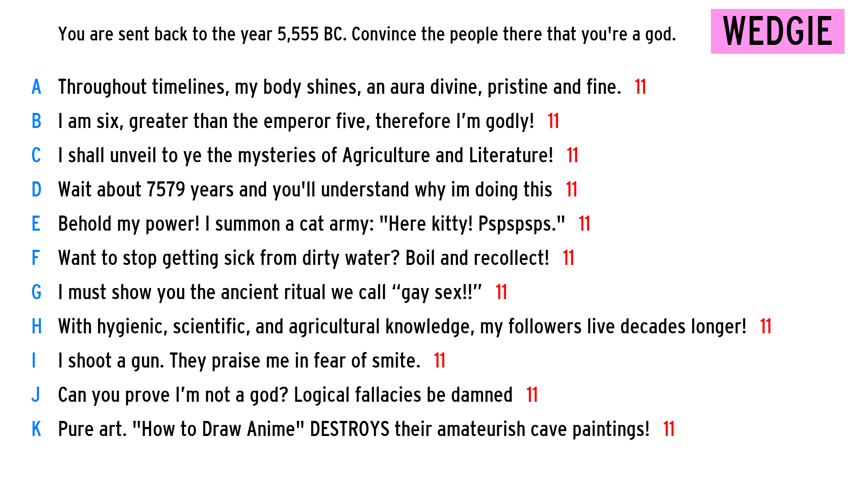 You are sent back to the year 5,555 BC. Convince the people there that you're a god.
WEDGIE
A Throughout timelines, my body shines, an aura divine, pristine and fine. 11
B I am six, greater than the emperor five, therefore I’m godly! 11
C I shall unveil to ye the mysteries of Agriculture and Literature! 11
D Wait about 7579 years and you'll understand why im doing this 11
E Behold my power! I summon a cat army: "Here kitty! Pspspsps." 11
F Want to stop getting sick from dirty water? Boil and recollect! 11
G I must show you the ancient ritual we call “gay sex!!” 11
H With hygienic, scientific, and agricultural knowledge, my followers live decades longer! 11
I I shoot a gun. They praise me in fear of smite. 11
J Can you prove I’m not a god? Logical fallacies be damned 11
K Pure art. "How to Draw Anime" DESTROYS their amateurish cave paintings! 11